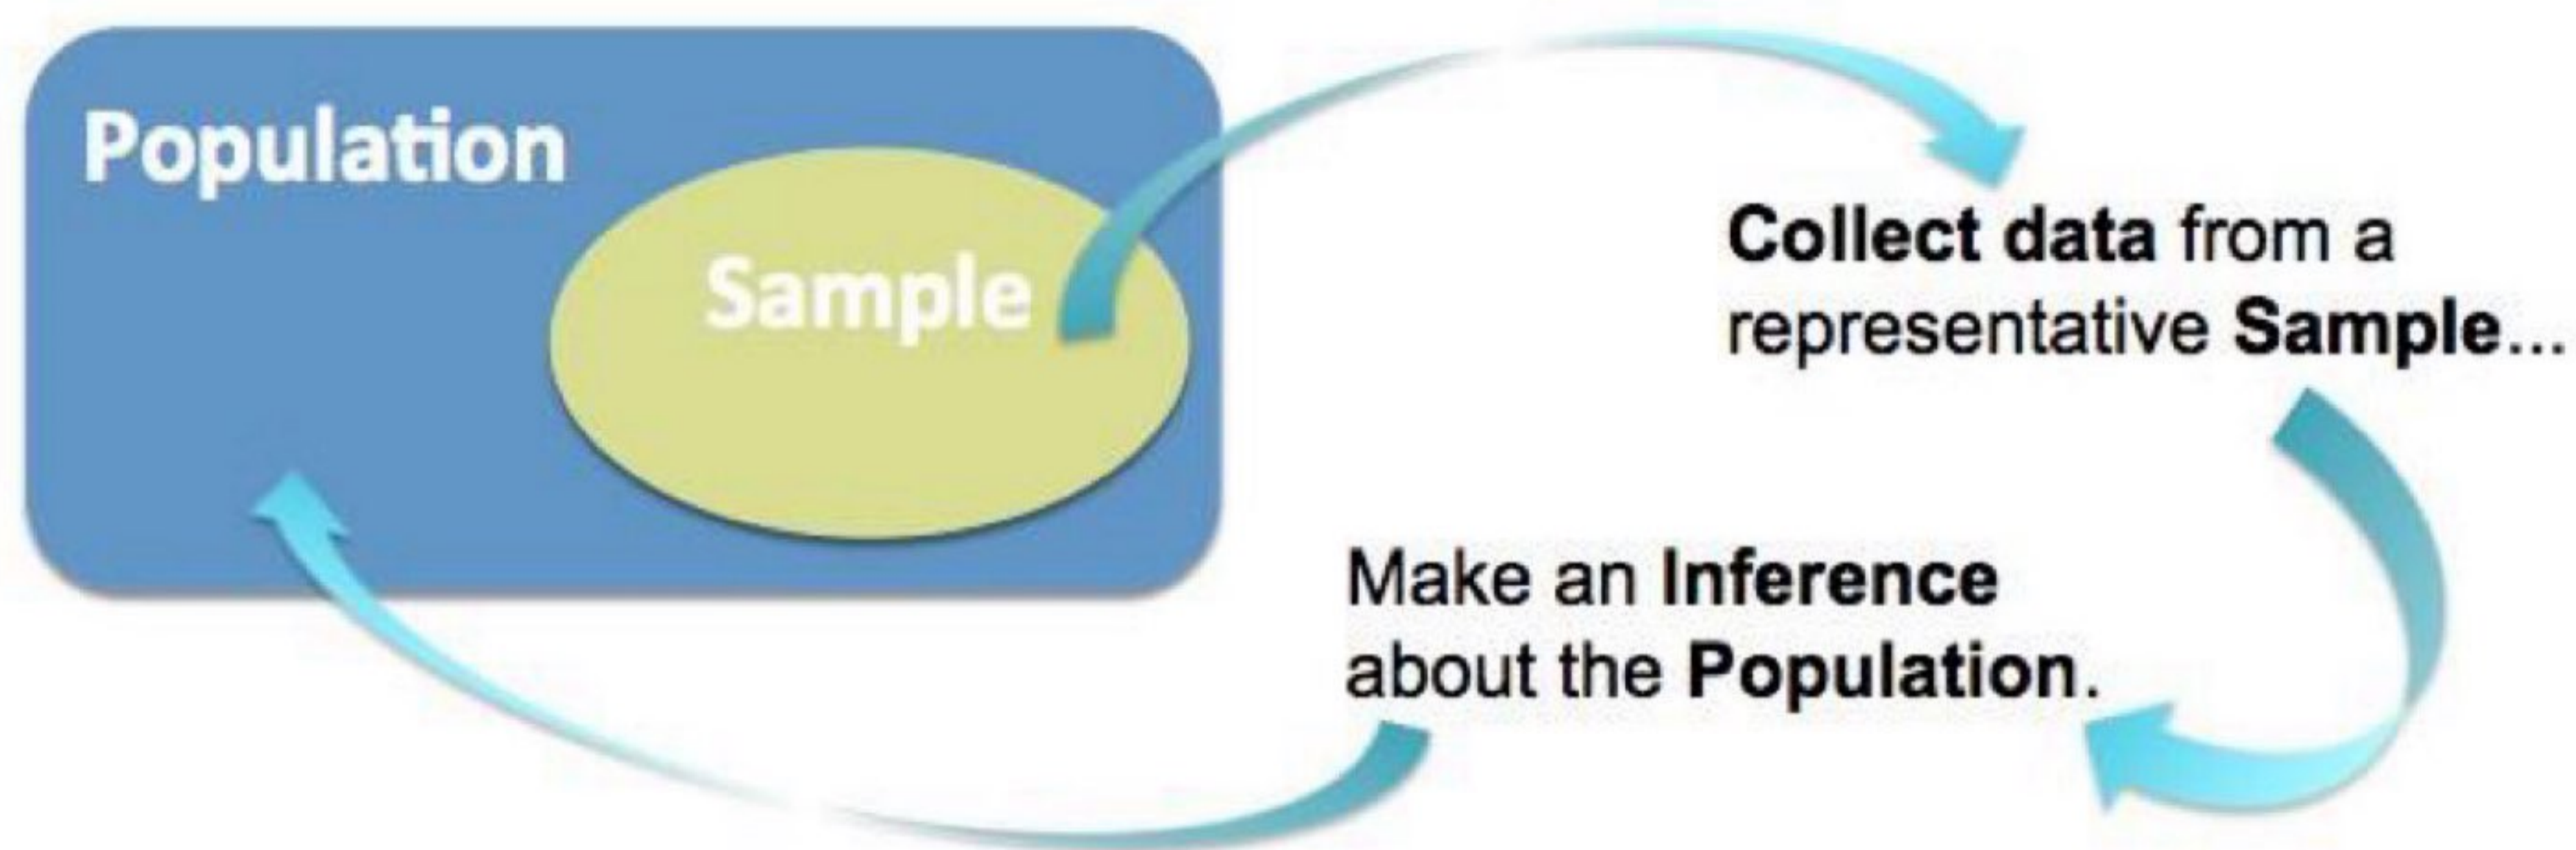 Population
Sample
Collect data from a
representative Sample...
Make an Inference
about the Population.